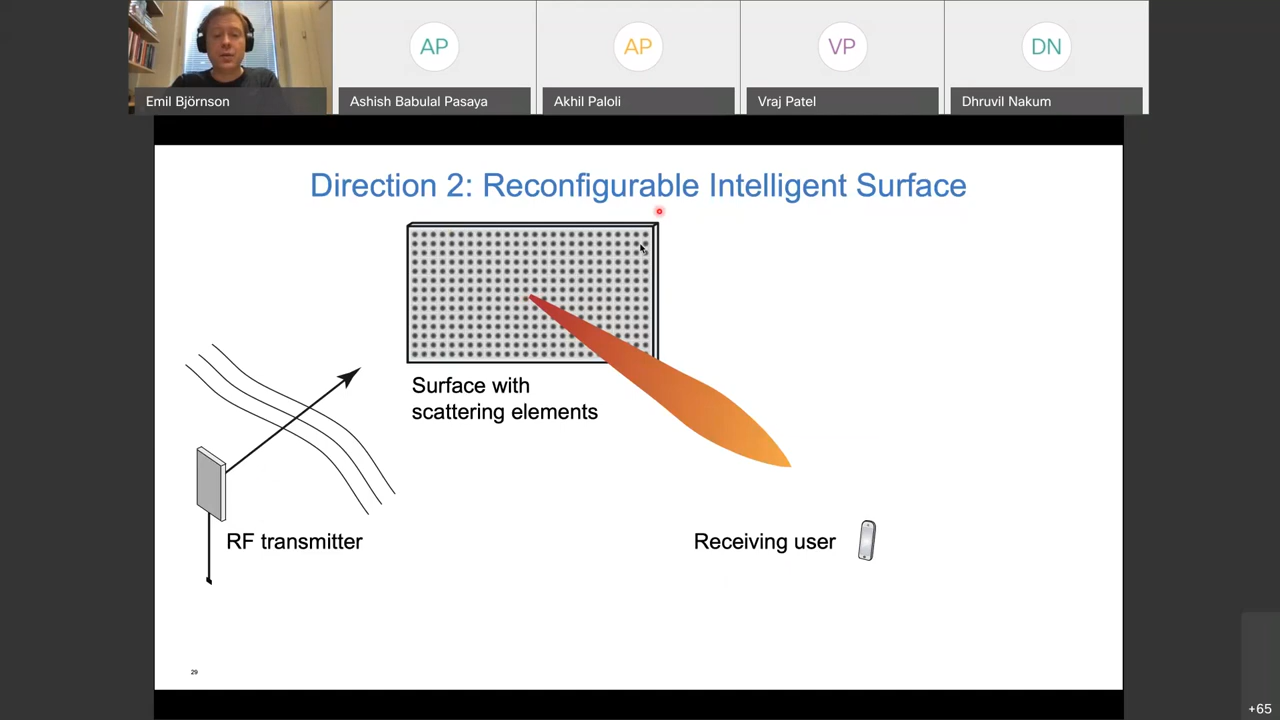 AP
AP
VP
DN
Emil Björnson
Ashish Babulal Pasaya
Akhil Paloli
Vraj Patel
Dhruvil Nakum
Direction 2: Reconfigurable Intelligent Surface
Surface with
scattering elements
RF transmitter
Receiving user
29
+65